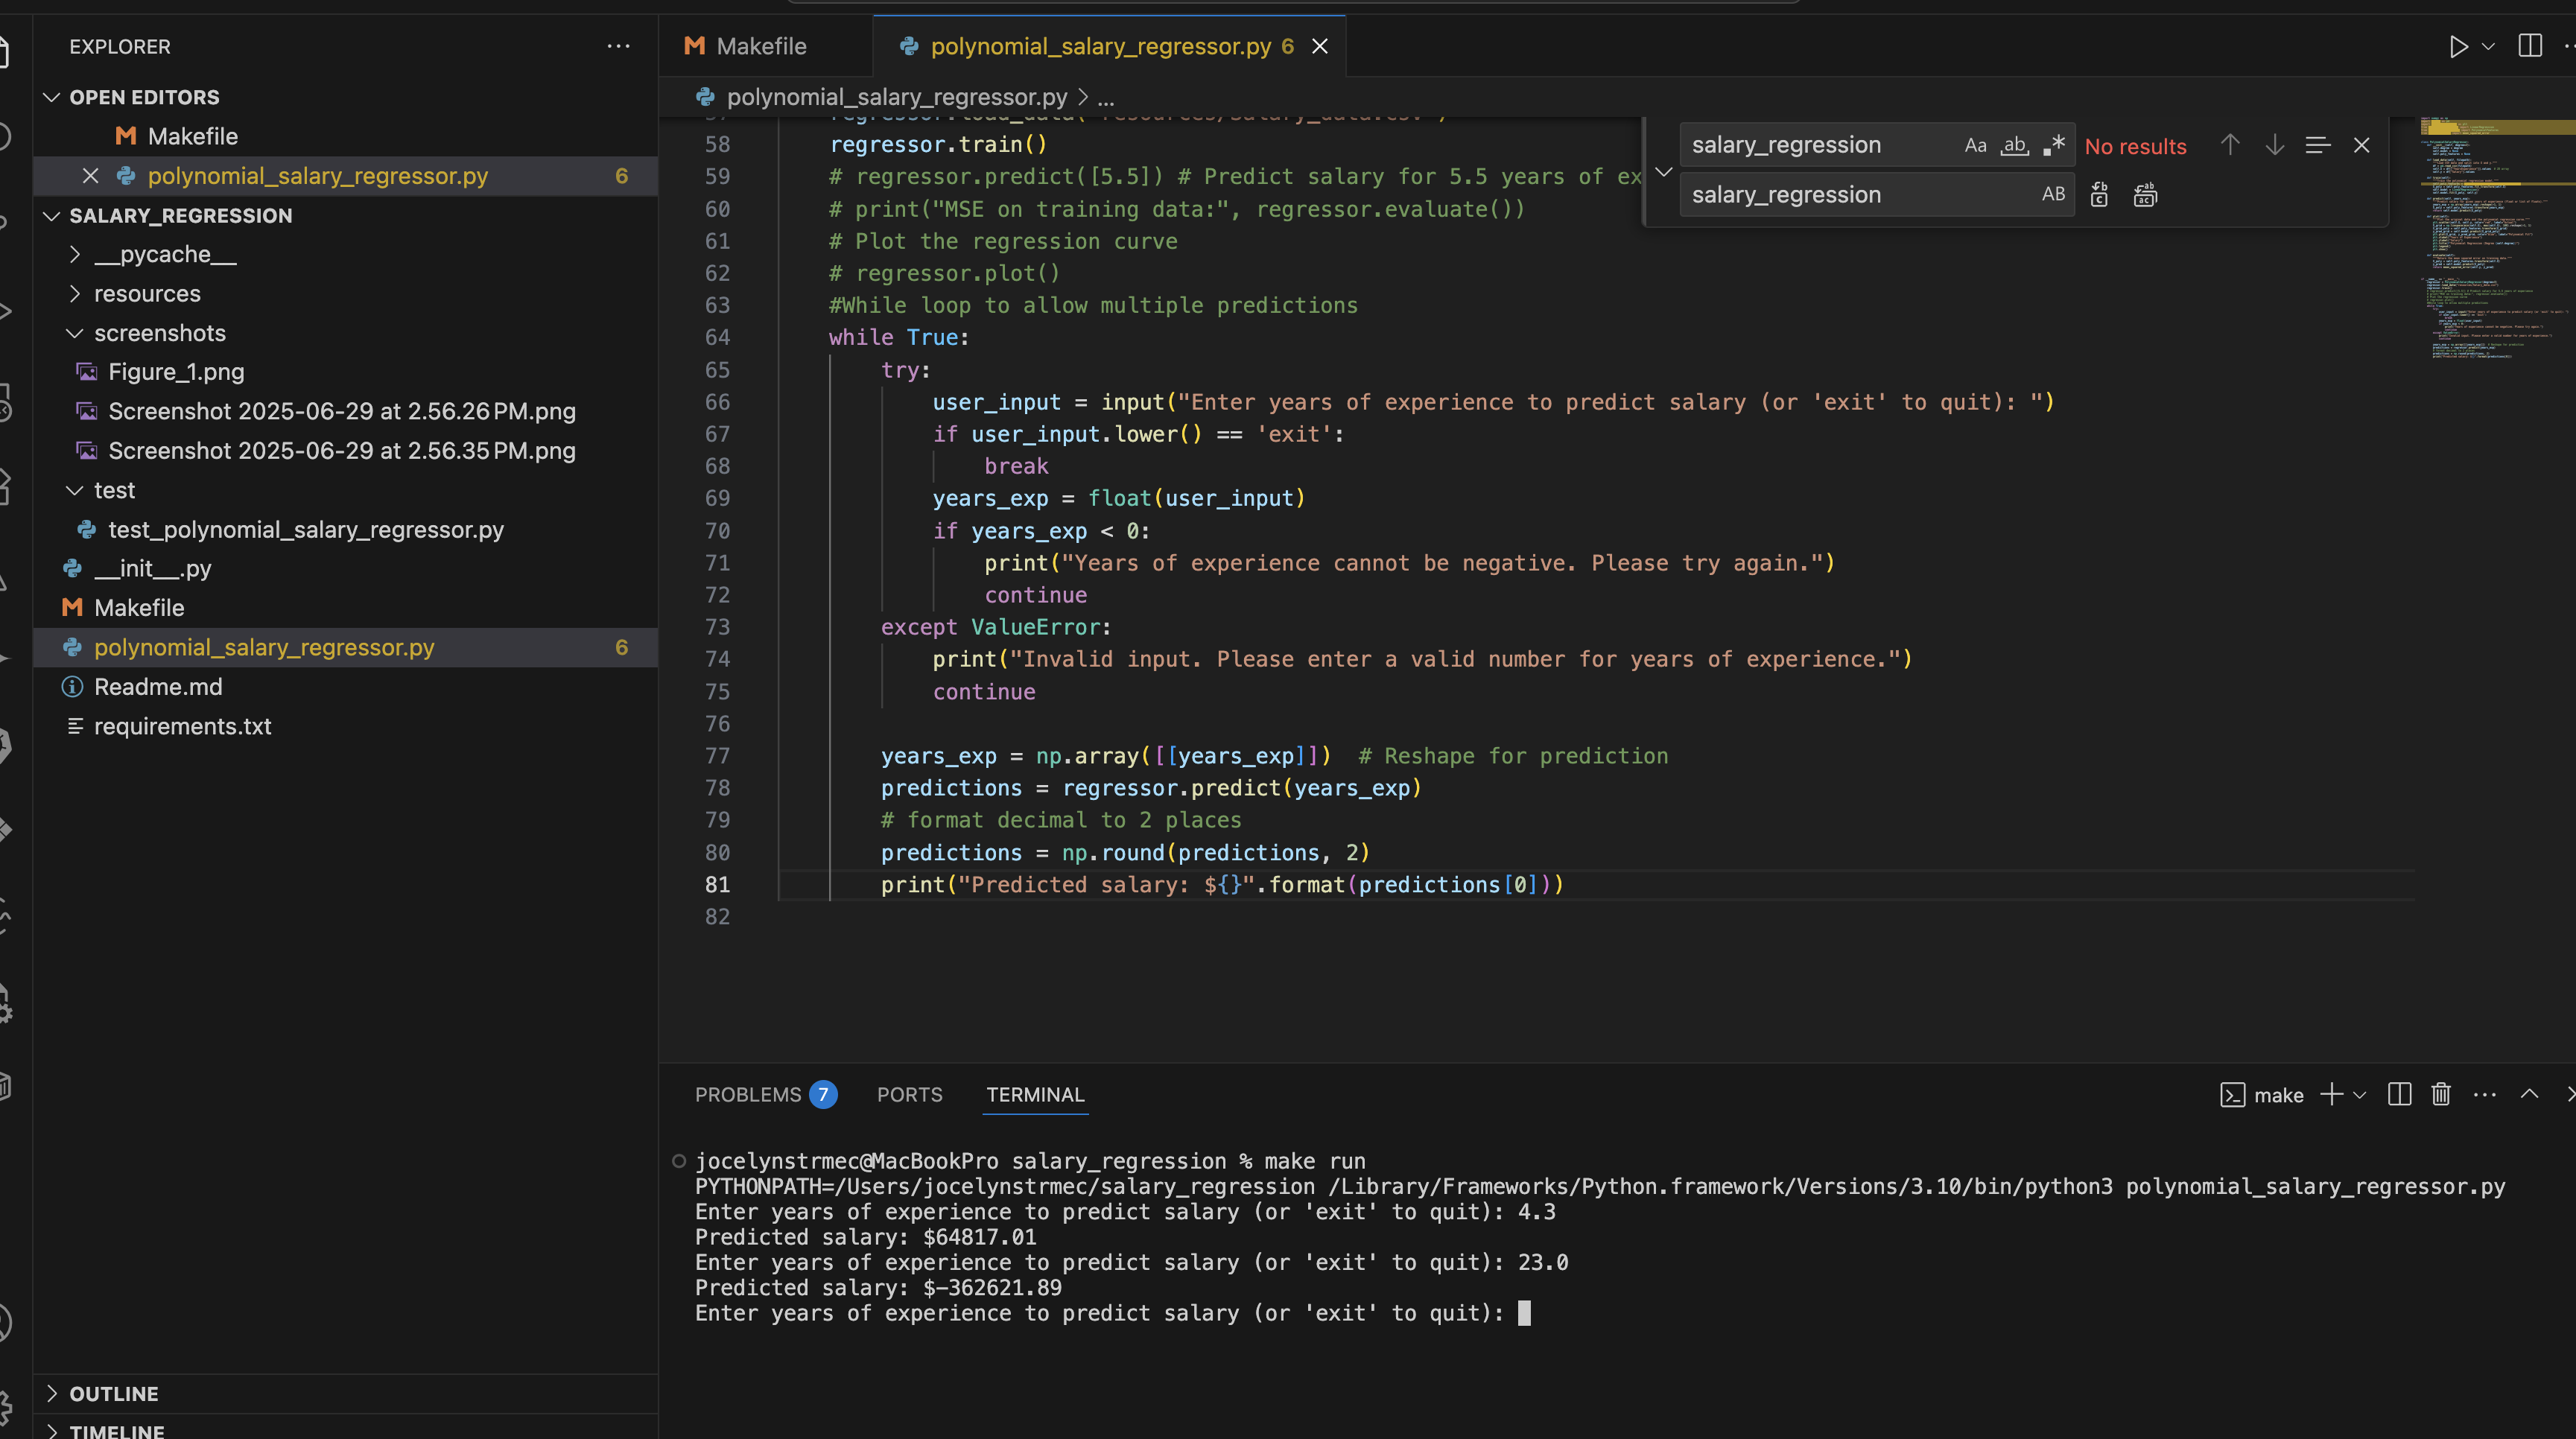 EXPLORER
OPEN EDITORS
Makefile
polynomial_salary_regressor.py 6
SALARY_REGRESSION
__pycache__
resources
screenshots
Figure_1.png
Screenshot 2025-06-29 at 2.56.26 PM.png
Screenshot 2025-06-29 at 2.56.35 PM.png
test
test_polynomial_salary_regressor.py
__init__.py
Makefile
polynomial_salary_regressor.py 6
Readme.md
requirements.txt
OUTLINE
TIMELINE
Makefile
polynomial_salary_regressor.py 6
polynomial_salary_regressor.py > ...
salary_regression Aa ab .* No results
salary_regression AB
58 regressor.train()
59 # regressor.predict([5.5]) # Predict salary for 5.5 years of ex
60 # print("MSE on training data:", regressor.evaluate())
61 # Plot the regression curve
62 # regressor.plot()
63 #While loop to allow multiple predictions
64 while True:
65 try:
66 user_input = input("Enter years of experience to predict salary (or 'exit' to quit): ")
67 if user_input.lower() == 'exit':
68 break
69 years_exp = float(user_input)
70 if years_exp < 0:
71 print("Years of experience cannot be negative. Please try again.")
72 continue
73 except ValueError:
74 print("Invalid input. Please enter a valid number for years of experience.")
75 continue
76
77 years_exp = np.array([[years_exp]])  # Reshape for prediction
78 predictions = regressor.predict(years_exp)
79 # format decimal to 2 places
80 predictions = np.round(predictions, 2)
81 print("Predicted salary: ${}".format(predictions[0]))
82
PROBLEMS 7 PORTS TERMINAL
make
jocelynstrmec@MacBookPro salary_regression % make run
PYTHONPATH=/Users/jocelynstrmec/salary_regression /Library/Frameworks/Python.framework/Versions/3.10/bin/python3 polynomial_salary_regressor.py
Enter years of experience to predict salary (or 'exit' to quit): 4.3
Predicted salary: $64817.01
Enter years of experience to predict salary (or 'exit' to quit): 23.0
Predicted salary: $-362621.89
Enter years of experience to predict salary (or 'exit' to quit):